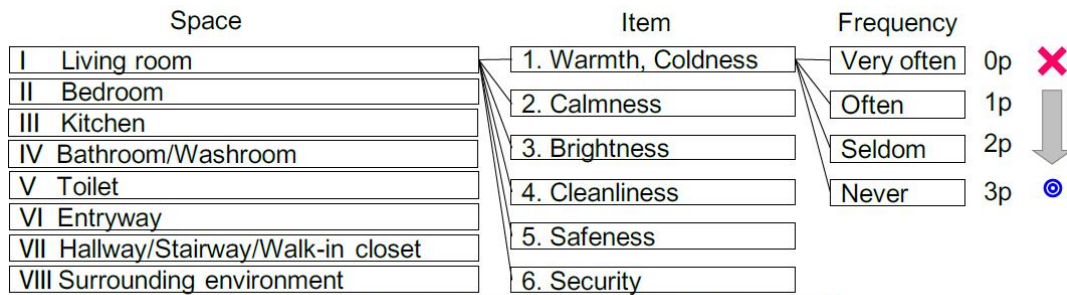 Space Item Frequency
I Living room
II Bedroom
III Kitchen
IV Bathroom/Washroom
V Toilet
VI Entryway
VII Hallway/Stairway/Walk-in closet
VIII Surrounding environment
1. Warmth, Coldness
2. Calmness
3. Brightness
4. Cleanliness
5. Safeness
6. Security
Very often 0p
Often 1p
Seldom 2p
Never 3p